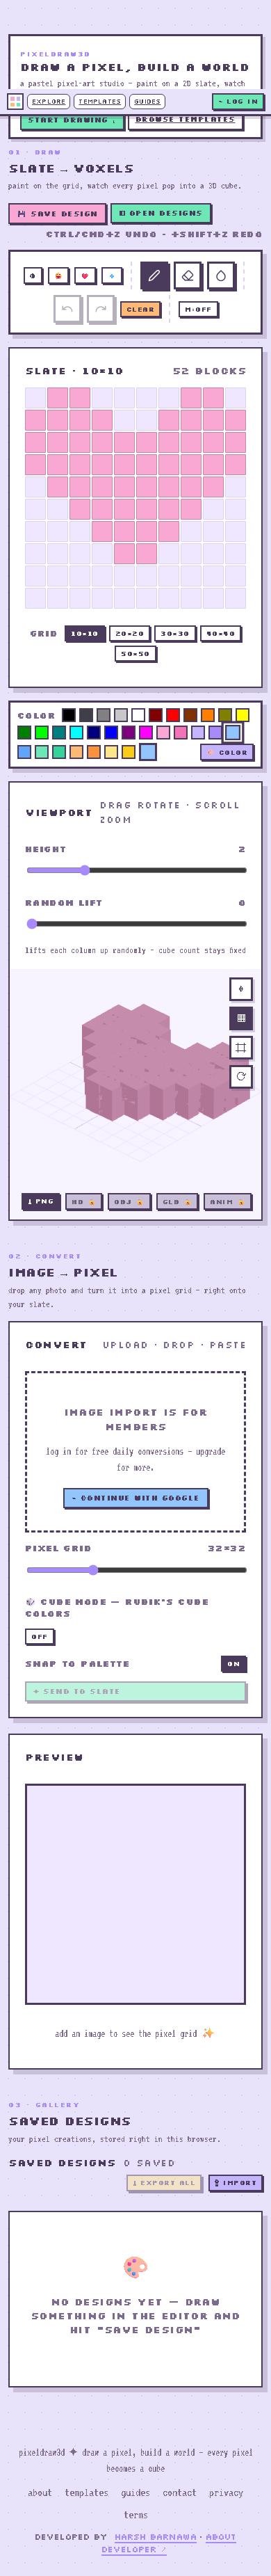 PIXELDRAW3D
DRAW A PIXEL, BUILD A WORLD
a pastel pixel-art studio – paint on a 2D slate, watch
EXPLORE TEMPLATES GUIDES LOG IN
START DRAWING ↓ BROWSE TEMPLATES
01 · DRAW
SLATE → VOXELS
paint on the grid, watch every pixel pop into a 3D cube.
SAVE DESIGN OPEN DESIGNS
CTRL/CMD+Z UNDO · +SHIFT+Z REDO
CLEAR M:OFF
SLATE · 10×10 52 BLOCKS
GRID 10×10 20×20 30×30 40×40
50×50
COLOR
COLOR
VIEWPORT DRAG ROTATE · SCROLL
ZOOM
HEIGHT 2
RANDOM LIFT 0
lifts each column up randomly – cube count stays fixed
↓ PNG HD OBJ GLB ANIM
02 · CONVERT
IMAGE → PIXEL
drop any photo and turn it into a pixel grid – right onto
your slate.
CONVERT UPLOAD · DROP · PASTE
IMAGE IMPORT IS FOR
MEMBERS
log in for free daily conversions – upgrade
for more.
CONTINUE WITH GOOGLE
PIXEL GRID 32×32
CUBE MODE — RUBIK'S CUBE
COLORS
OFF
SNAP TO PALETTE ON
SEND TO SLATE
PREVIEW
add an image to see the pixel grid ✨
03 · GALLERY
SAVED DESIGNS
your pixel creations, stored right in this browser.
SAVED DESIGNS 0 SAVED
↓ EXPORT ALL IMPORT
NO DESIGNS YET — DRAW
SOMETHING IN THE EDITOR AND
HIT "SAVE DESIGN"
pixeldraw3d ✦ draw a pixel, build a world – every pixel
becomes a cube
about templates guides contact privacy
terms
DEVELOPED BY HARSH BARNAWA · ABOUT
DEVELOPER